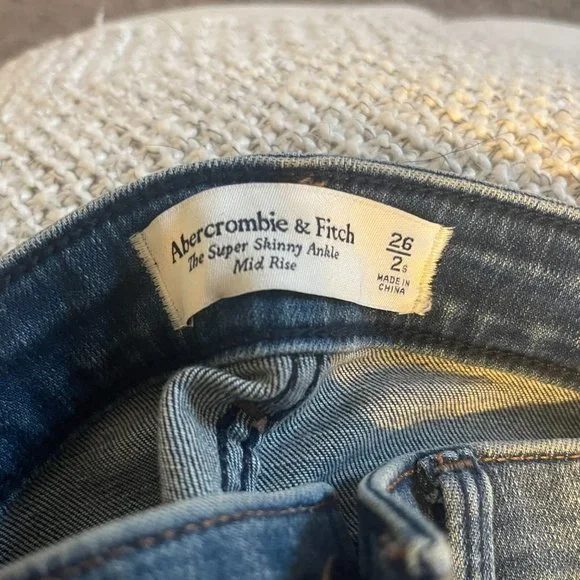 Abercrombie & Fitch
The Super Skinny Ankle
Mid Rise
26
2s
MADE IN
CHINA